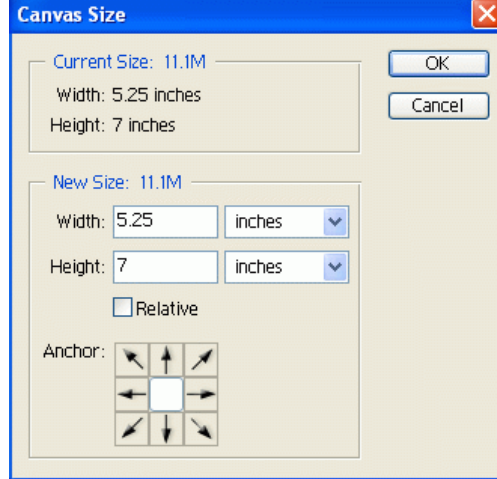 Canvas Size
Current Size: 11.1M
Width: 5.25 inches
Height: 7 inches
OK
Cancel
New Size: 11.1M
Width: 5.25 inches
Height: 7 inches
Relative
Anchor: